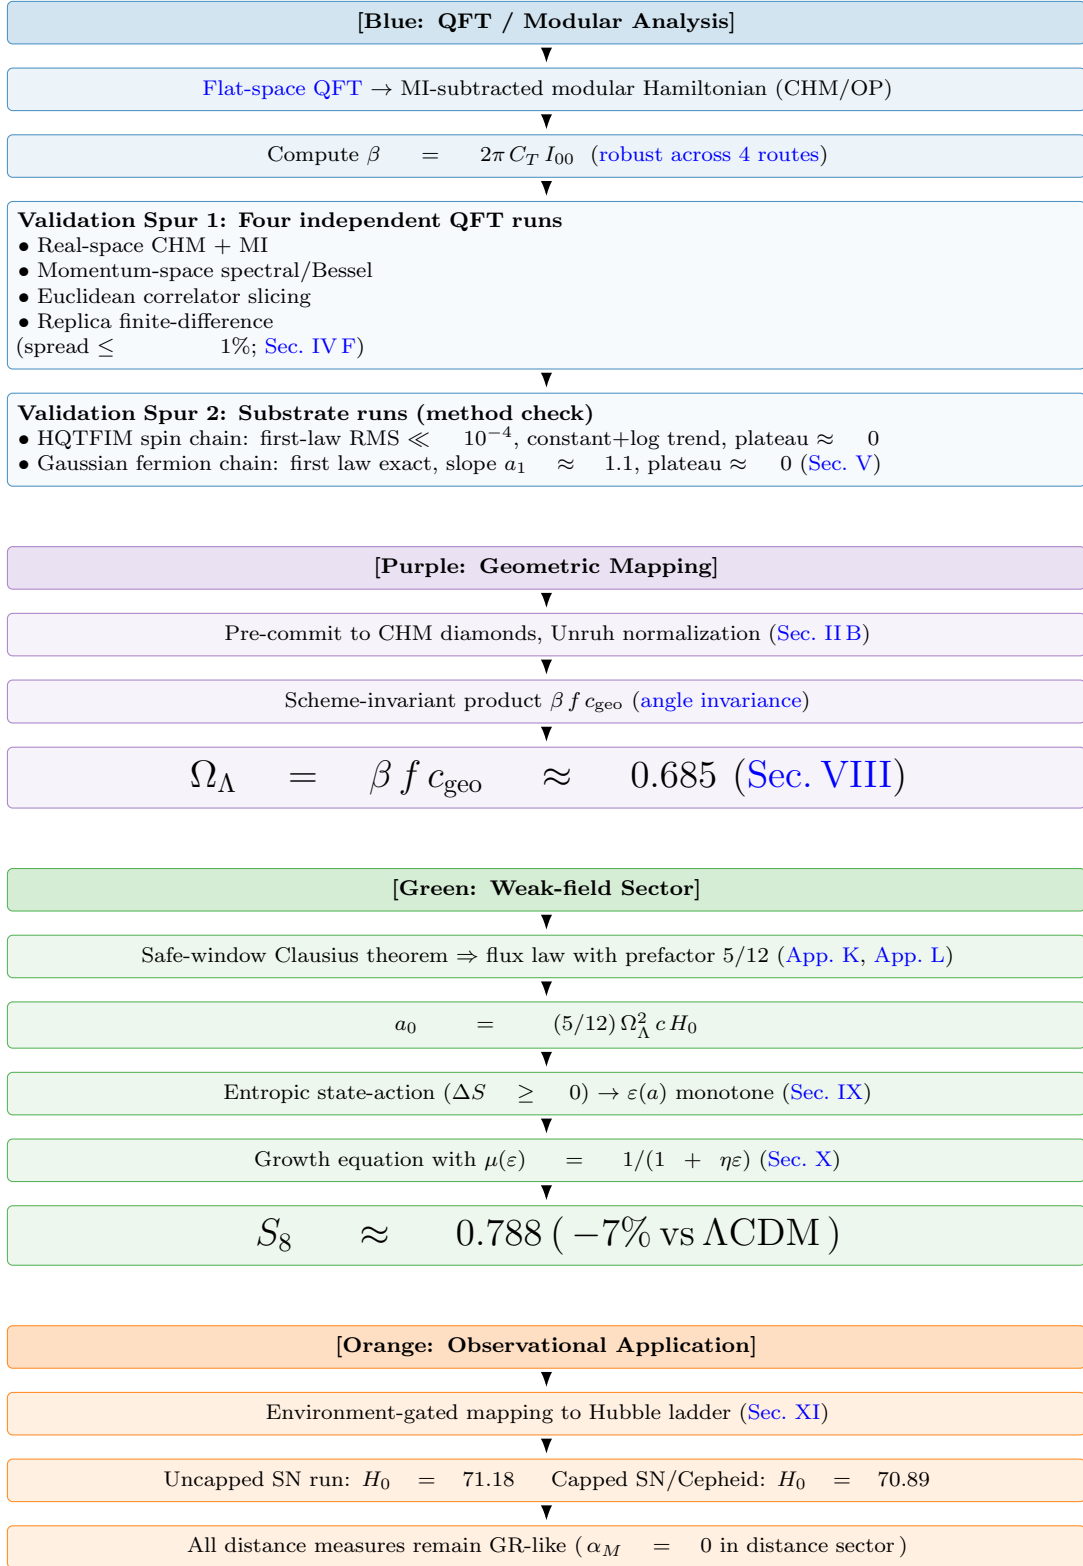 [Blue: QFT / Modular Analysis]
Flat-space QFT → MI-subtracted modular Hamiltonian (CHM/OP)
Compute β = 2π C_T I_00 (robust across 4 routes)
Validation Spur 1: Four independent QFT runs
• Real-space CHM + MI
• Momentum-space spectral/Bessel
• Euclidean correlator slicing
• Replica finite-difference
(spread ≤ 1%; Sec. IV F)
Validation Spur 2: Substrate runs (method check)
• HQTFIM spin chain: first-law RMS ≪ 10^{-4}, constant+log trend, plateau ≈ 0
• Gaussian fermion chain: first law exact, slope a_1 ≈ 1.1, plateau ≈ 0 (Sec. V)
[Purple: Geometric Mapping]
Pre-commit to CHM diamonds, Unruh normalization (Sec. II B)
Scheme-invariant product β f c_geo (angle invariance)
Ω_Λ = β f c_geo ≈ 0.685 (Sec. VIII)
[Green: Weak-field Sector]
Safe-window Clausius theorem ⇒ flux law with prefactor 5/12 (App. K, App. L)
a_0 = (5/12) Ω_Λ^2 c H_0
Entropic state-action (ΔS ≥ 0) → ε(a) monotone (Sec. IX)
Growth equation with μ(ε) = 1/(1 + ηε) (Sec. X)
S_8 ≈ 0.788 ( −7% vs ΛCDM )
[Orange: Observational Application]
Environment-gated mapping to Hubble ladder (Sec. XI)
Uncapped SN run: H_0 = 71.18 Capped SN/Cepheid: H_0 = 70.89
All distance measures remain GR-like ( α_M = 0 in distance sector )